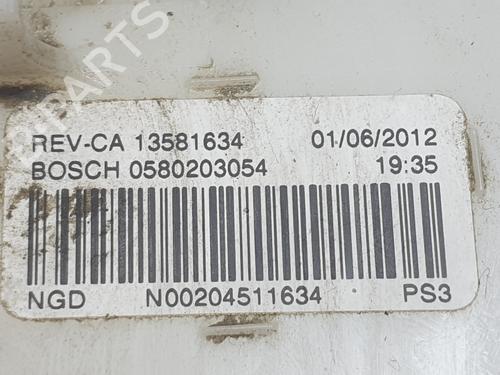 REV-CA 13581634 01/06/2012
BOSCH 0580203054 19:35
NGD N00204511634 PS3